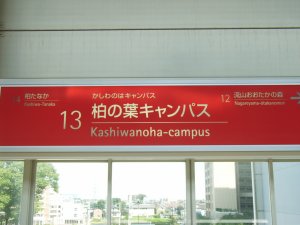 柏たなか
Kashiwa-Tanaka
かしわのはキャンパス
13 柏の葉キャンパス
Kashiwanoha-campus
12 流山おおたかの森
Nagareyama-otakanomori